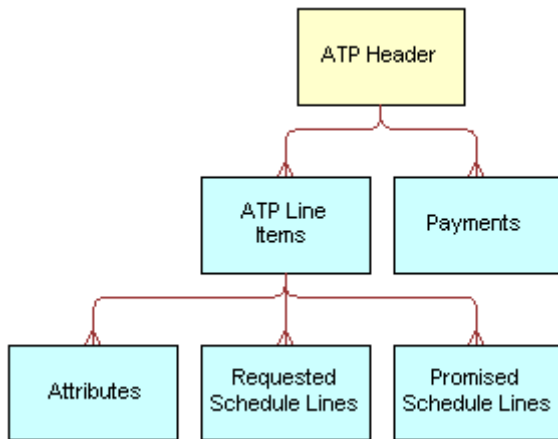 ATP Header
ATP Line
Items
Payments
Attributes
Requested
Schedule Lines
Promised
Schedule Lines